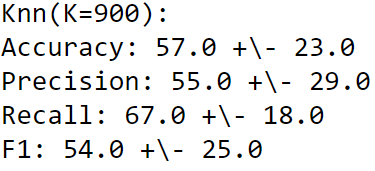 Knn(K=900):
Accuracy: 57.0 +\- 23.0
Precision: 55.0 +\- 29.0
Recall: 67.0 +\- 18.0
F1: 54.0 +\- 25.0